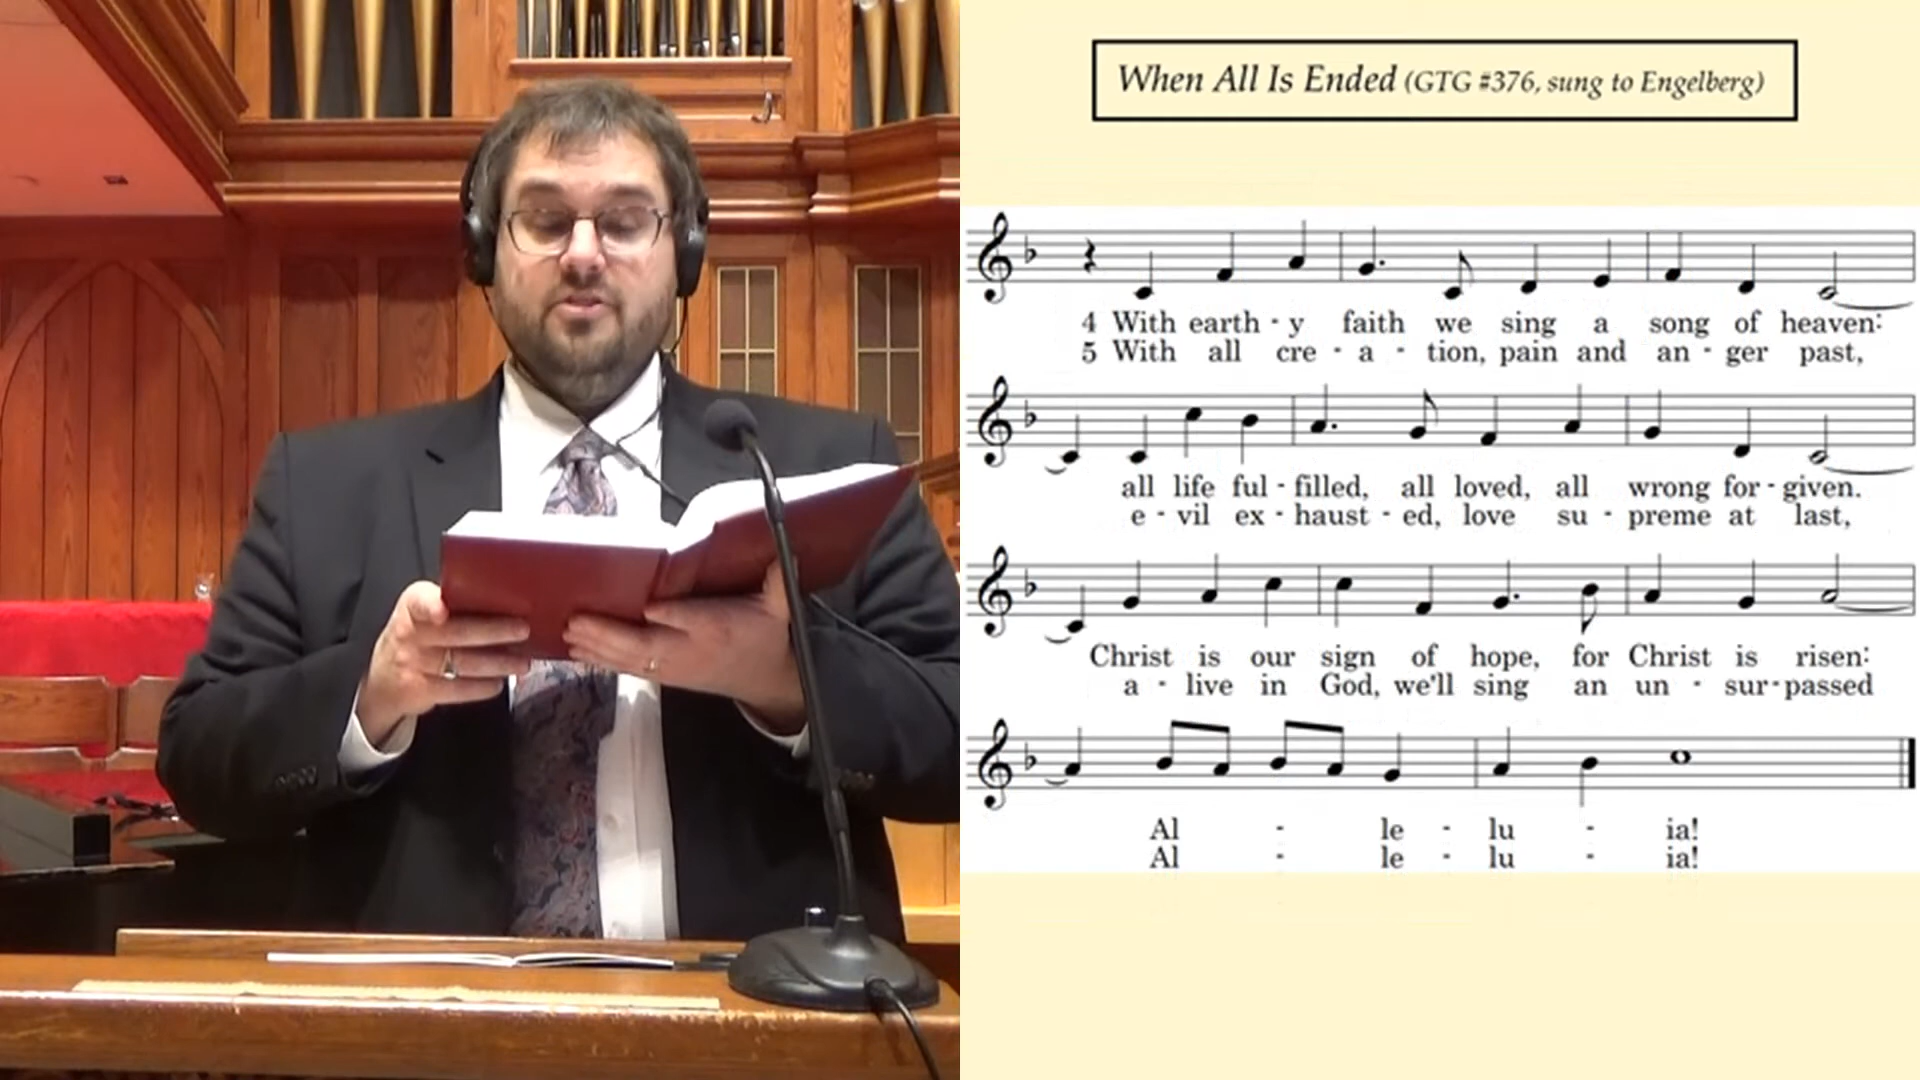 When All Is Ended (GTG #376, sung to Engelberg)
4 With earth - y faith we sing a song of heaven:
5 With all cre - a - tion, pain and an - ger past,
all life ful - filled, all loved, all wrong for - given.
e - vil ex - haust - ed, love su - preme at last,
Christ is our sign of hope, for Christ is risen:
a - live in God, we'll sing an un - sur - passed
Al - le - lu - ia!
Al - le - lu - ia!